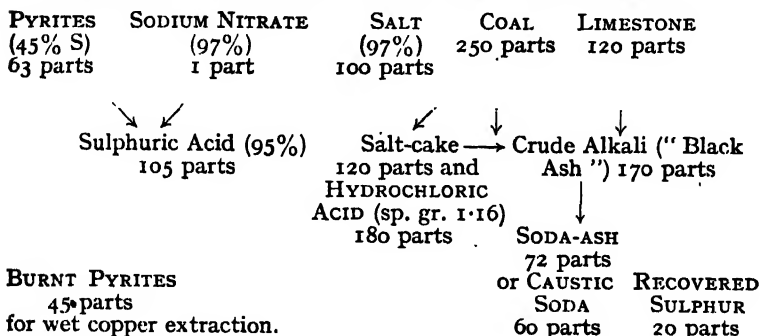 PYRITES SODIUM NITRATE SALT COAL LIMESTONE
(45% S) (97%) (97%) 250 parts 120 parts
63 parts 1 part 100 parts
Sulphuric Acid (95%) Salt-cake Crude Alkali (“ Black
105 parts 120 parts and Ash ”) 170 parts
HYDROCHLORIC
ACID (sp. gr. 1·16)
180 parts SODA-ASH
72 parts
BURNT PYRITES or CAUSTIC RECOVERED
45 parts SODA SULPHUR
for wet copper extraction. 60 parts 20 parts